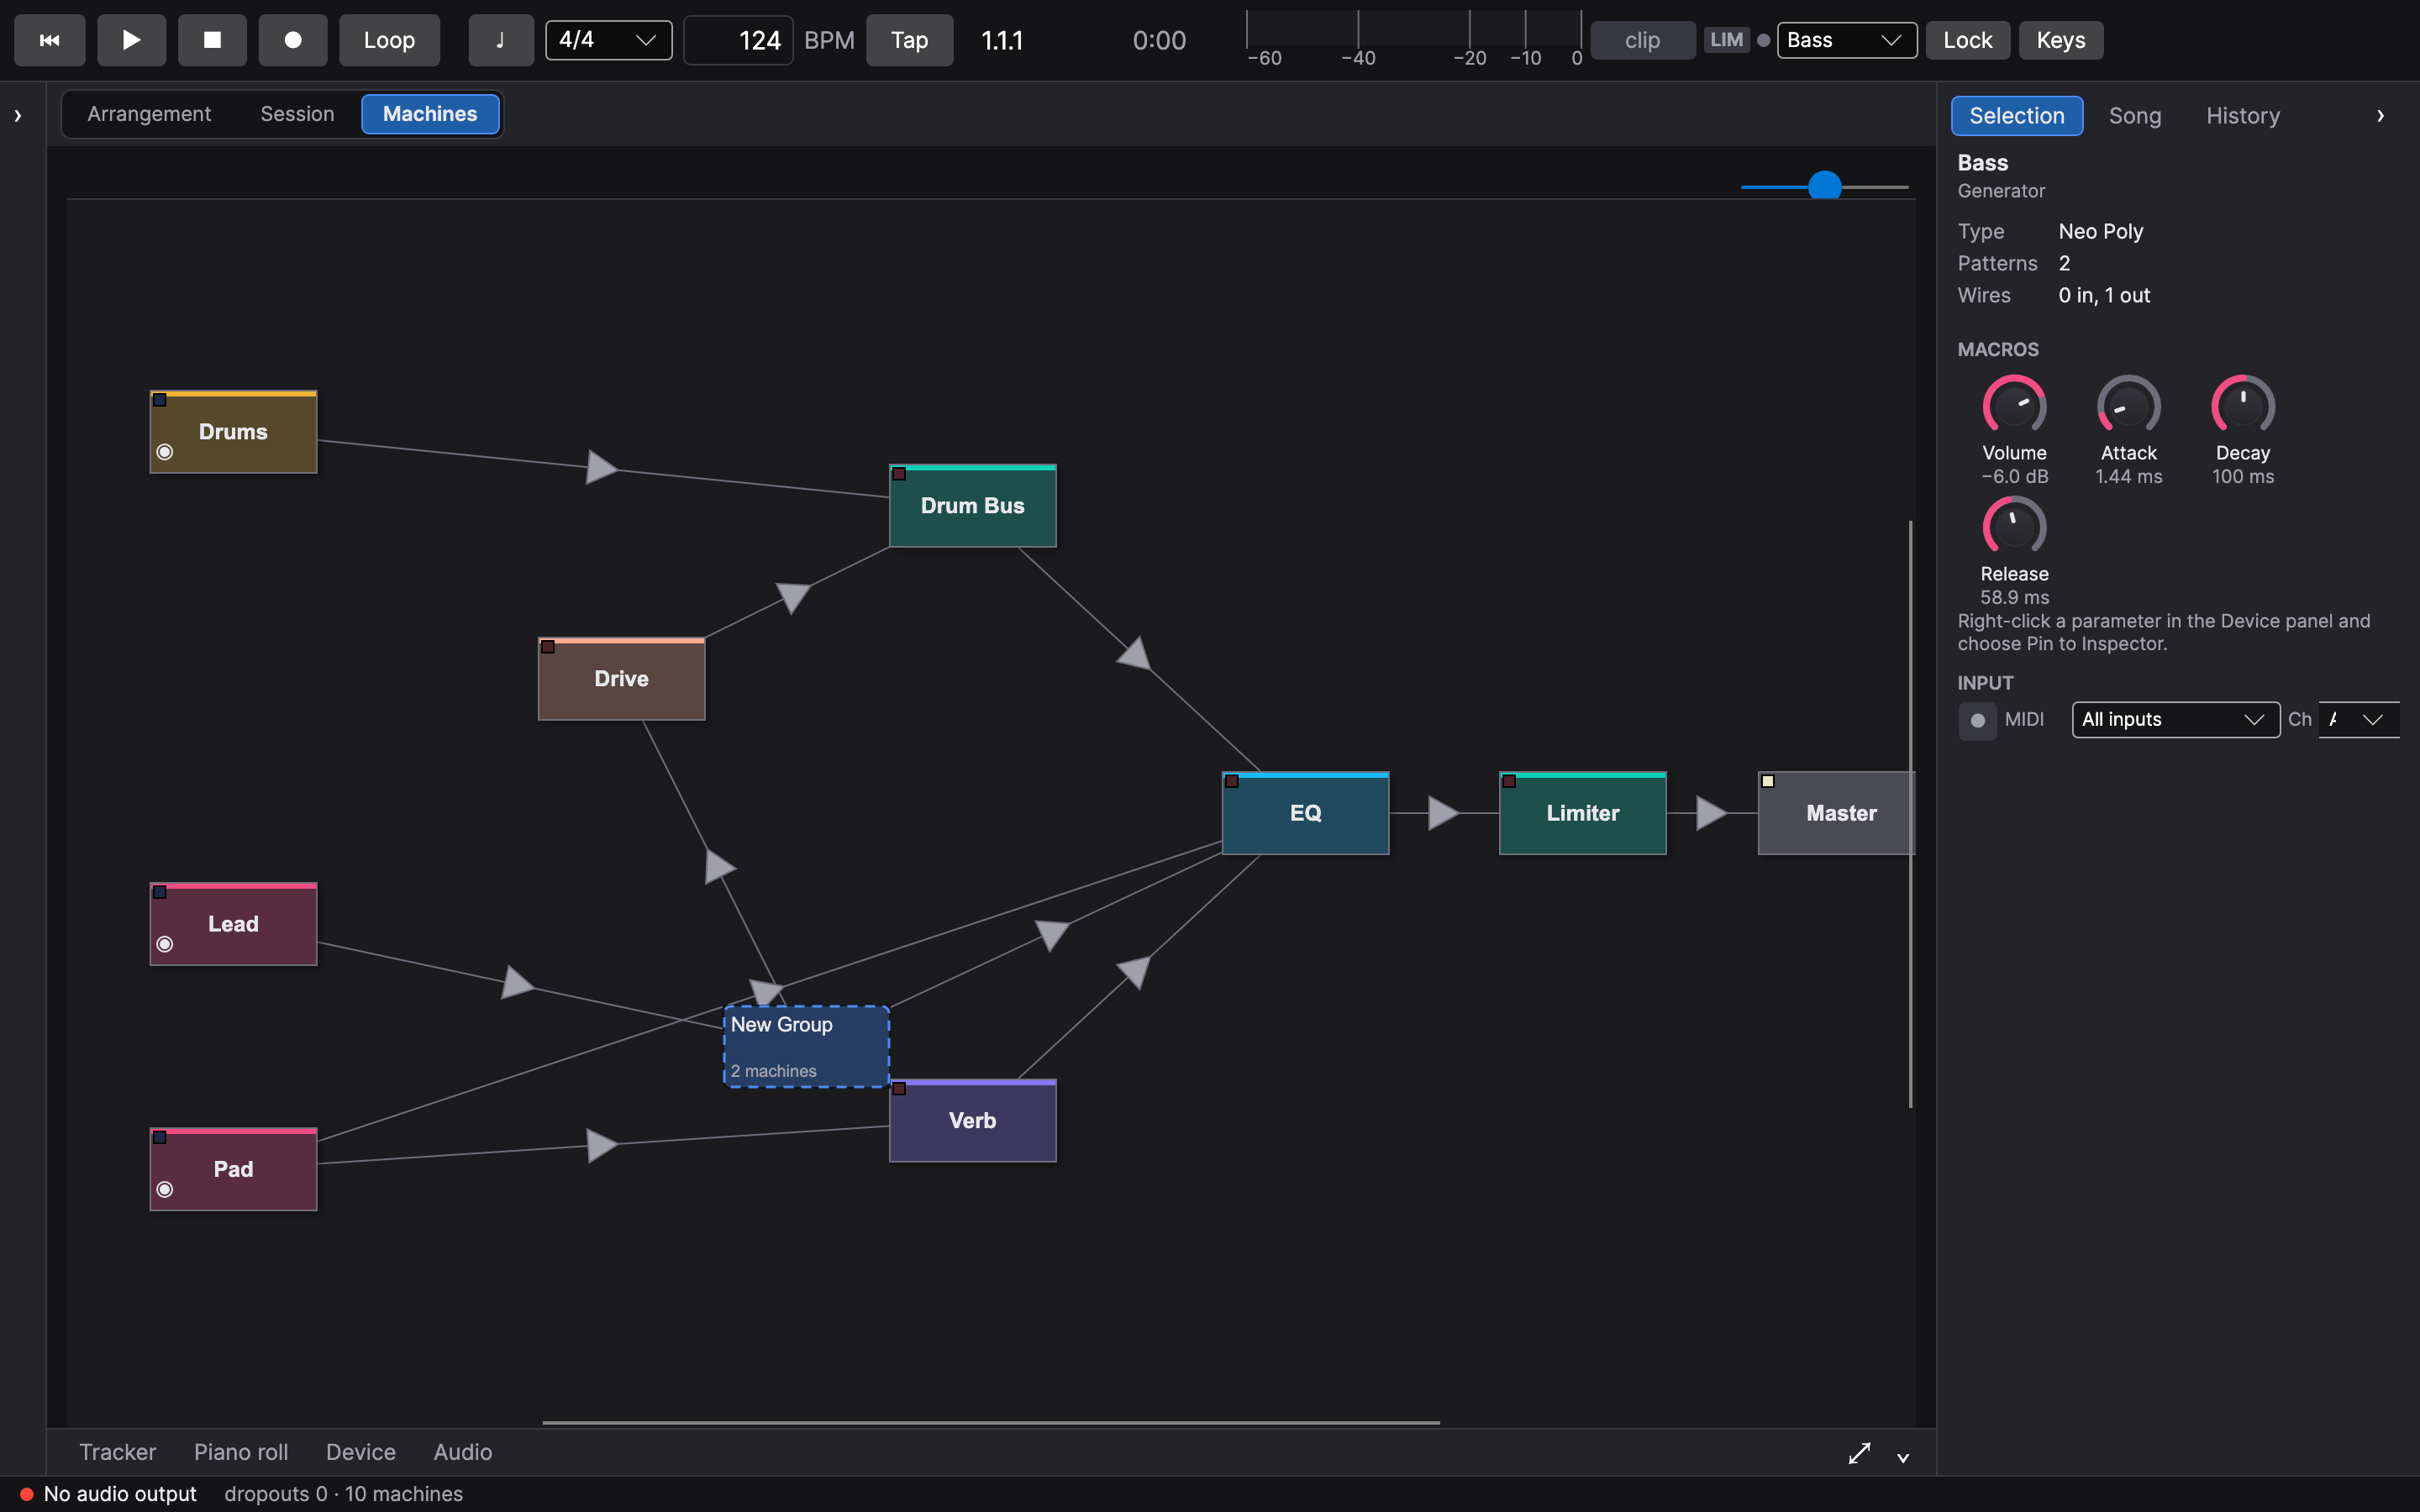 Loop
4/4
124 BPM
Tap
1.1.1
0:00
−60 −40 −20 −10 0
clip
LIM
Bass
Lock
Keys
Arrangement
Session
Machines
Selection
Song
History
Bass
Generator
Type Neo Poly
Patterns 2
Wires 0 in, 1 out
MACROS
Volume Attack Decay
−6.0 dB 1.44 ms 100 ms
Release
58.9 ms
Right-click a parameter in the Device panel and
choose Pin to Inspector.
INPUT
MIDI All inputs Ch
Drums
Drum Bus
Drive
EQ
Limiter
Master
Lead
New Group
2 machines
Verb
Pad
Tracker
Piano roll
Device
Audio
No audio output
dropouts 0 · 10 machines